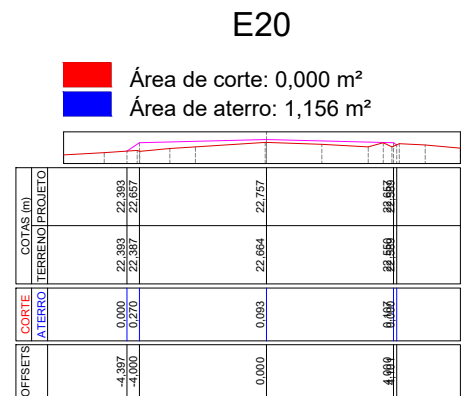 E20
Área de corte: 0,000 m²
Área de aterro: 1,156 m²
COTAS (m)
PROJETO
22,393
22,657
22,757
TERRENO
22,393
22,387
22,664
CORTE
ATERRO
0,000
0,270
0,093
OFFSETS
-4,397
-4,000
0,000